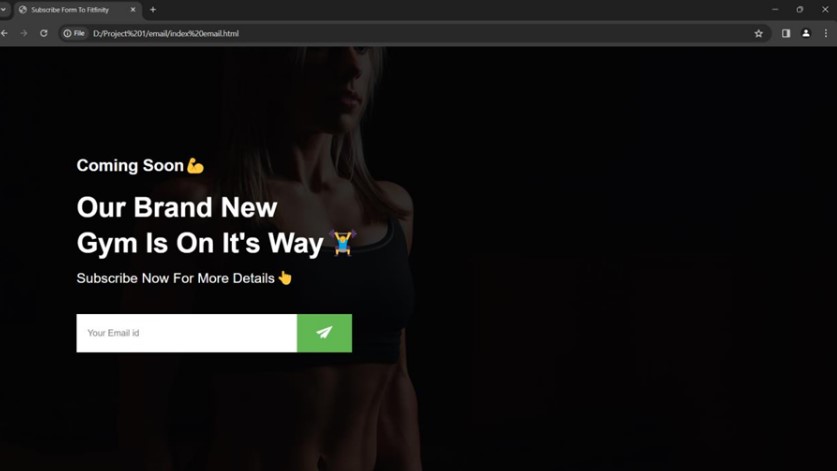 Subscribe Form To Fitfinity
File D:/Project%201/email/index%20email.html
Coming Soon💪
Our Brand New
Gym Is On It's Way 🏋️
Subscribe Now For More Details 👆
Your Email id